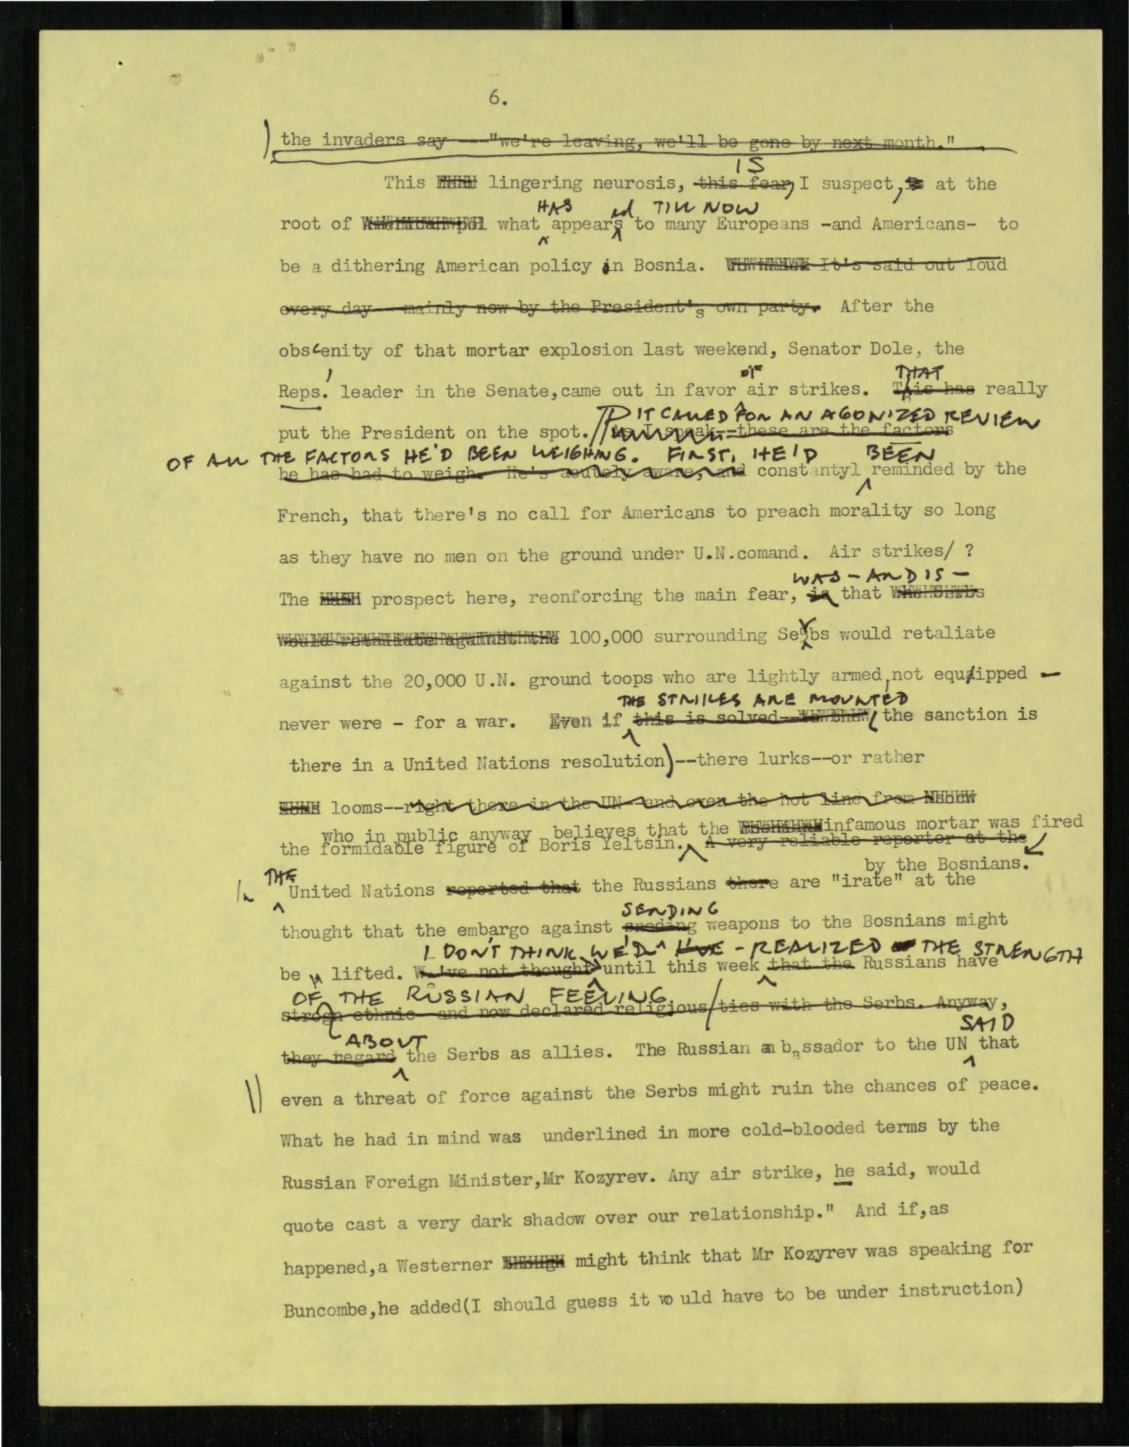 6.
the invaders say ---"we're leaving, we'll be gone by next month."
IS
This lingering neurosis, this fear, I suspect, at the
HAS ed TILL NOW
root of what appears to many Europeans -and Americans- to
be a dithering American policy in Bosnia. It's said out loud
every day---mainly now by the President's own party. After the
obscenity of that mortar explosion last weekend, Senator Dole, the
of THAT
Reps.' leader in the Senate,came out in favor air strikes. This has really
IT CALLED FOR AN AGONIZED REVIEW
put the President on the spot. As I speak--these are the factors
OF ALL THE FACTORS HE'D BEEN WEIGHING. FIRST, HE'D BEEN
he has had to weigh. He's acutely aware, and constantyl reminded by the
French, that there's no call for Americans to preach morality so long
as they have no men on the ground under U.N.comand. Air strikes/ ?
WAS - AND IS -
The prospect here, reonforcing the main fear, is that
100,000 surrounding Serbs would retaliate
against the 20,000 U.N. ground toops who are lightly armed,not equipped —
THE STRIKES ARE MOUNTED
never were - for a war. Even if this is solved-- (the sanction is
there in a United Nations resolution)--there lurks--or rather
looms--right there in the UN--and even the hot line from
who in public anyway believes that the infamous mortar was fired
the formidable figure of Boris Yeltsin. A very reliable reporter at the
by the Bosnians.
THE
United Nations reported that the Russians there are "irate" at the
SENDING
thought that the embargo against sneding weapons to the Bosnians might
I DON'T THINK WE'D HVE - REALIZED THE STRENGTH
be lifted. We've not thought until this week that the Russians have
OF THE RUSSIAN FEELING
strogn ethnic--and now declared religious/ties with the Serbs. Anyway,
ABOUT SAID
they regard the Serbs as allies. The Russian ambassador to the UN that
even a threat of force against the Serbs might ruin the chances of peace.
What he had in mind was underlined in more cold-blooded terms by the
Russian Foreign Minister,Mr Kozyrev. Any air strike, he said, would
quote cast a very dark shadow over our relationship." And if,as
happened,a Westerner might think that Mr Kozyrev was speaking for
Buncombe,he added(I should guess it would have to be under instruction)